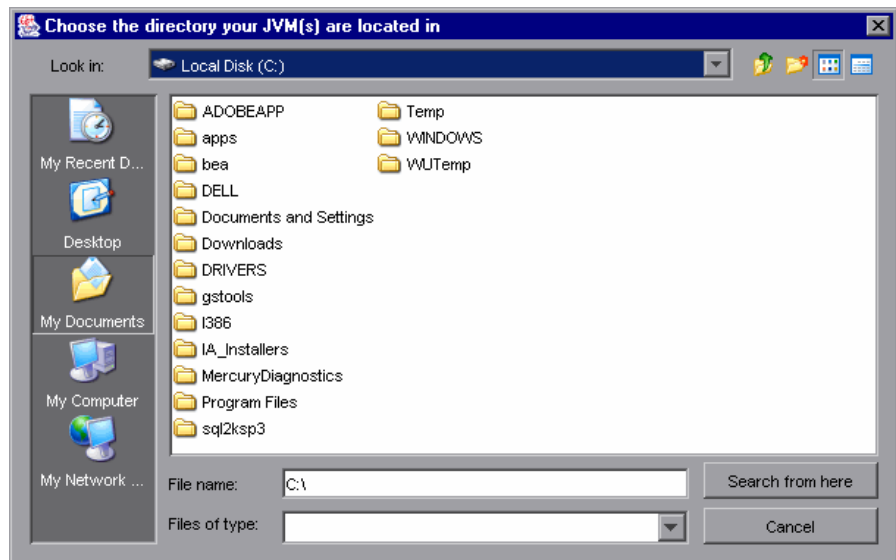 Choose the directory your JVM(s) are located in
Look in: Local Disk (C:)
My Recent D...
Desktop
My Documents
My Computer
My Network ...
ADOBEAPP
apps
bea
DELL
Documents and Settings
Downloads
DRIVERS
gstools
I386
IA_Installers
MercuryDiagnostics
Program Files
sql2ksp3
Temp
WINDOWS
WUTemp
File name: C:\
Search from here
Files of type:
Cancel